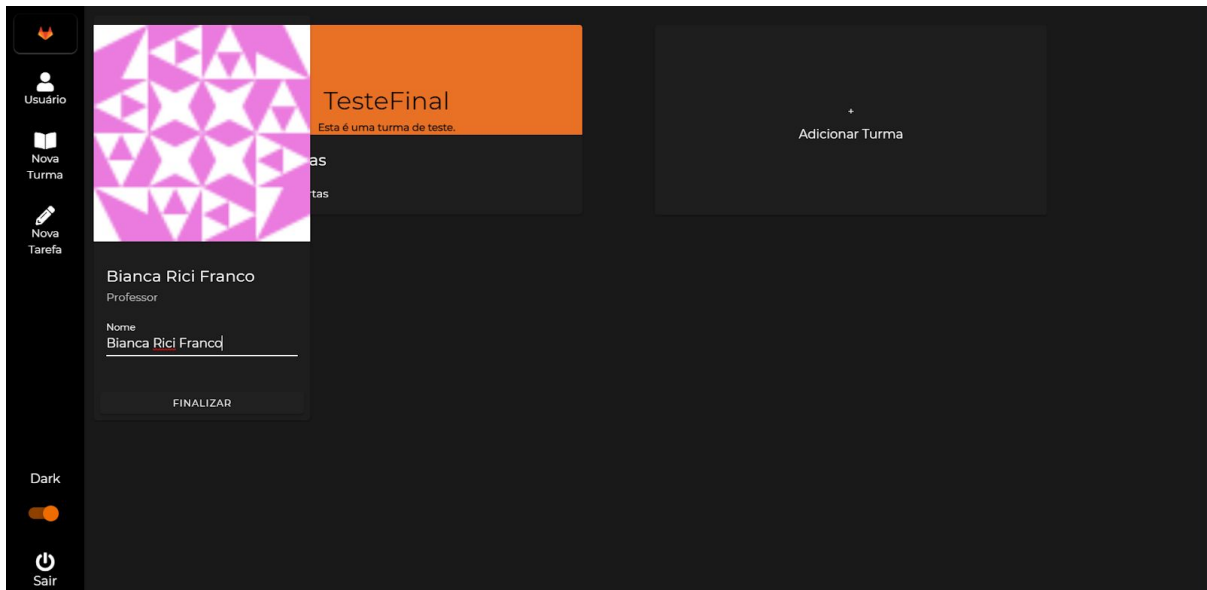 Usuário
Nova
Turma
Nova
Tarefa
Dark
Sair
TesteFinal
Esta é uma turma de teste.
as
tas
Bianca Rici Franco
Professor
Nome
Bianca Rici Franco
FINALIZAR
+
Adicionar Turma